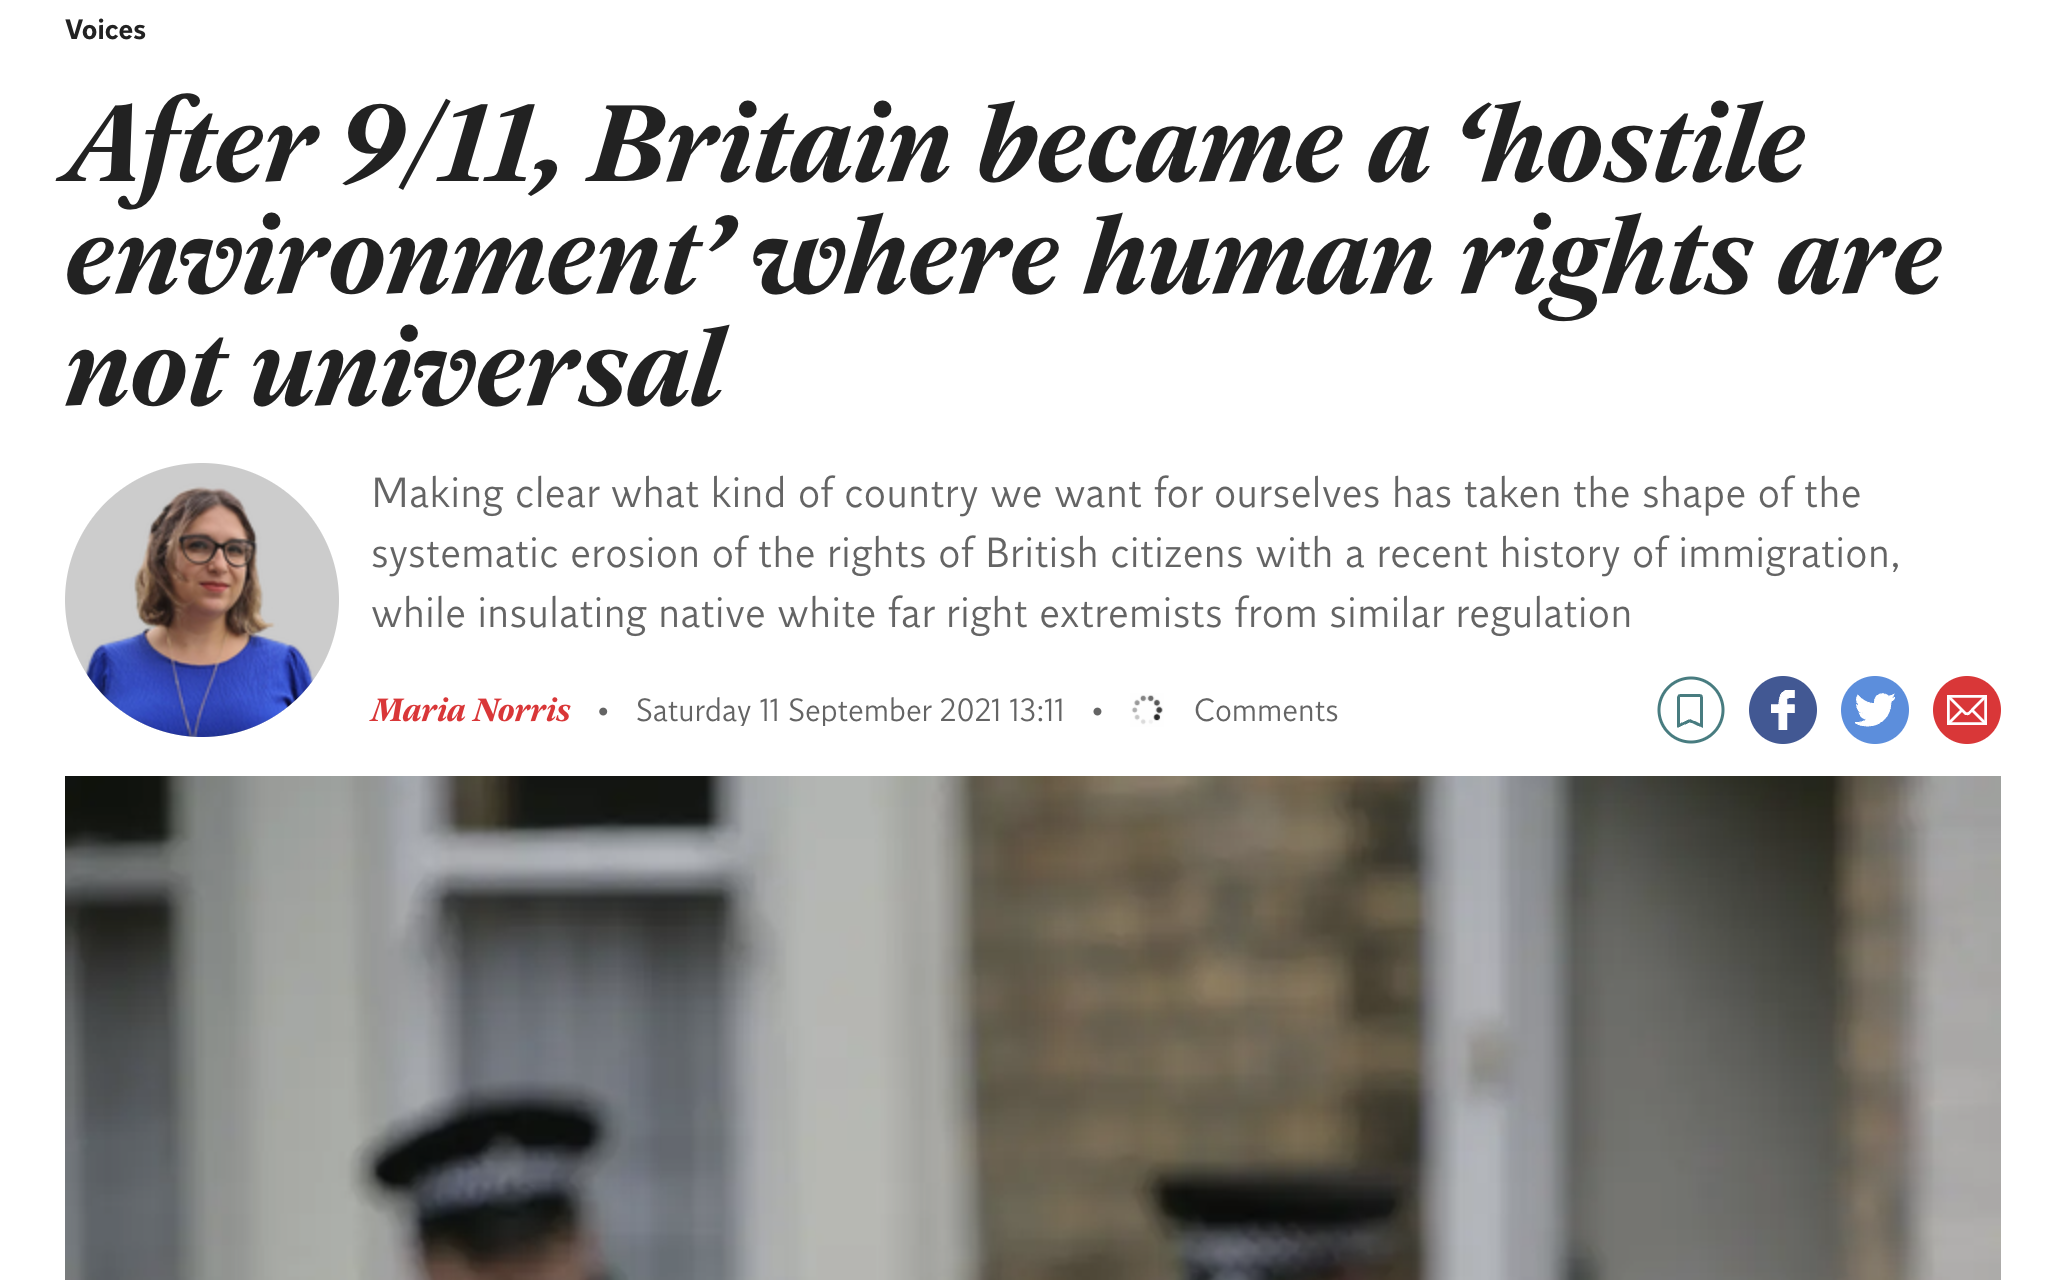 Voices
After 9/11, Britain became a ‘hostile
environment’ where human rights are
not universal
Making clear what kind of country we want for ourselves has taken the shape of the
systematic erosion of the rights of British citizens with a recent history of immigration,
while insulating native white far right extremists from similar regulation
Maria Norris • Saturday 11 September 2021 13:11 • Comments